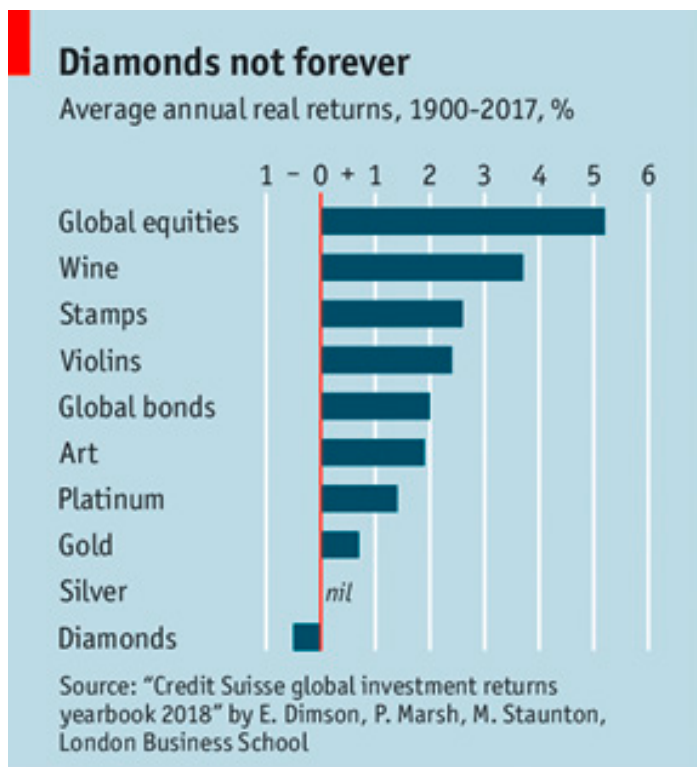 Diamonds not forever
Average annual real returns, 1900-2017, %
1 – 0 + 1 2 3 4 5 6
Global equities
Wine
Stamps
Violins
Global bonds
Art
Platinum
Gold
Silver nil
Diamonds
Source: “Credit Suisse global investment returns
yearbook 2018” by E. Dimson, P. Marsh, M. Staunton,
London Business School